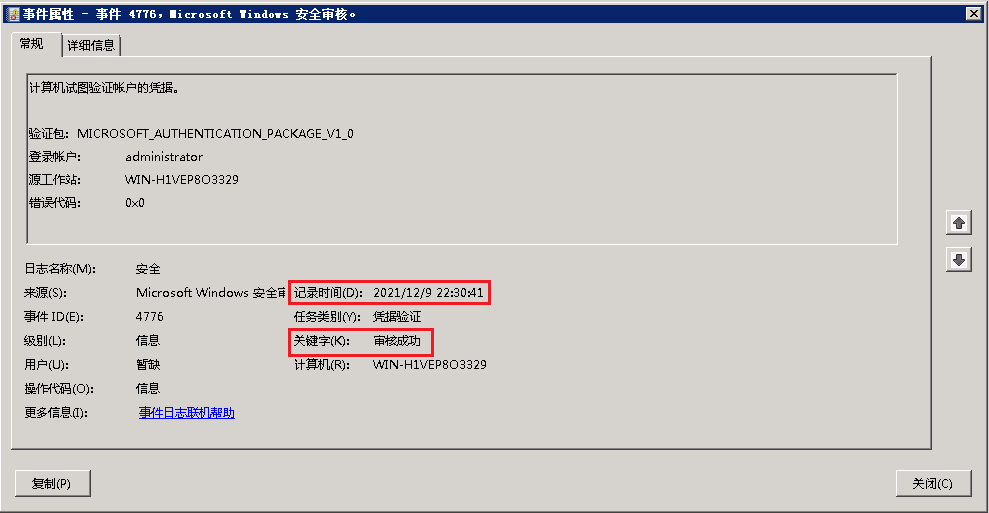 事件属性 - 事件 4776，Microsoft Windows 安全审核。
常规 详细信息
计算机试图验证帐户的凭据。
验证包: MICROSOFT_AUTHENTICATION_PACKAGE_V1_0
登录帐户: administrator
源工作站: WIN-H1VEP8O3329
错误代码: 0x0
日志名称(M): 安全
来源(S): Microsoft Windows 安全审 记录时间(D): 2021/12/9 22:30:41
事件 ID(E): 4776 任务类别(Y): 凭据验证
级别(L): 信息 关键字(K): 审核成功
用户(U): 暂缺 计算机(R): WIN-H1VEP8O3329
操作代码(O): 信息
更多信息(I): 事件日志联机帮助
复制(P) 关闭(C)